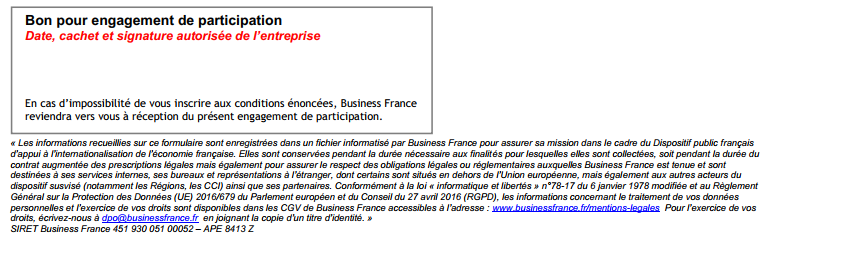 Bon pour engagement de participation
Date, cachet et signature autorisée de l'entreprise
En cas d'impossibilité de vous inscrire aux conditions énoncées, Business France
reviendra vers vous à réception du présent engagement de participation.
« Les informations recueillies sur ce formulaire sont enregistrées dans un fichier informatisé par Business France pour assurer sa mission dans le cadre du Dispositif public français
d'appui à l'internationalisation de l'économie française. Elles sont conservées pendant la durée nécessaire aux finalités pour lesquelles elles sont collectées, soit pendant la durée du
contrat augmentée des prescriptions légales mais également pour assurer le respect des obligations légales ou réglementaires auxquelles Business France est tenue et sont
destinées à ses services internes, ses bureaux et représentations à l'étranger, dont certains sont situés en dehors de l'Union européenne, mais également aux autres acteurs du
dispositif susvisé (notamment les Régions, les CCI) ainsi que ses partenaires. Conformément à la loi « informatique et libertés » n°78-17 du 6 janvier 1978 modifiée et au Règlement
Général sur la Protection des Données (UE) 2016/679 du Parlement européen et du Conseil du 27 avril 2016 (RGPD), les informations concernant le traitement de vos données
personnelles et l'exercice de vos droits sont disponibles dans les CGV de Business France accessibles à l'adresse : www.businessfrance.fr/mentions-legales Pour l'exercice de vos
droits, écrivez-nous à dpo@businessfrance.fr en joignant la copie d'un titre d'identité. »
SIRET Business France 451 930 051 00052 – APE 8413 Z